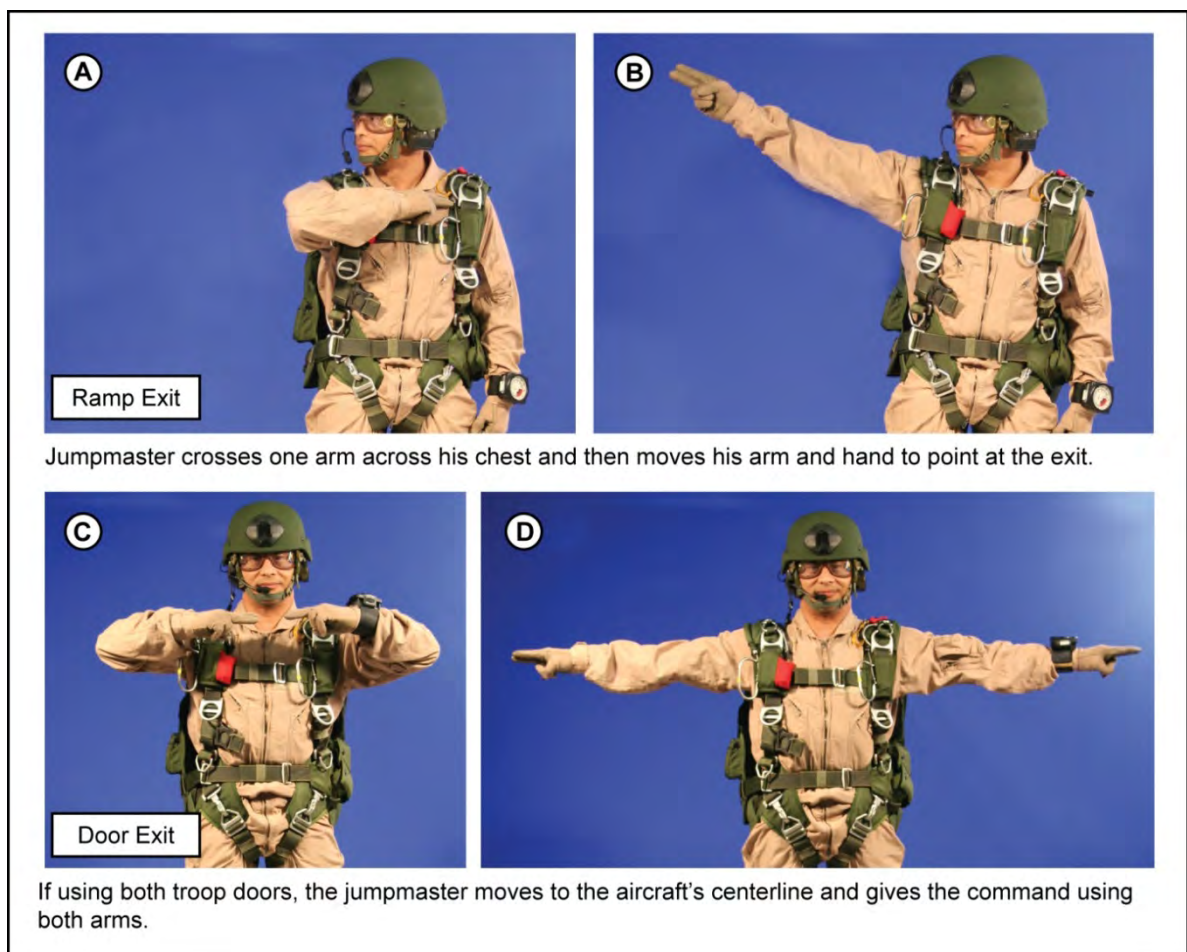 A
B
Ramp Exit
Jumpmaster crosses one arm across his chest and then moves his arm and hand to point at the exit.
C
D
Door Exit
If using both troop doors, the jumpmaster moves to the aircraft's centerline and gives the command using
both arms.